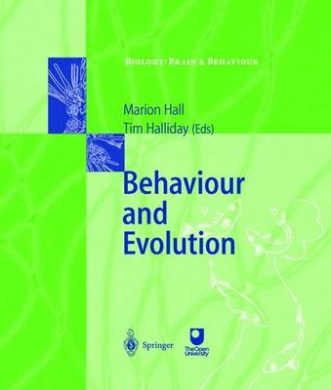 BIOLOGY: BRAIN & BEHAVIOUR
Marion Hall
Tim Halliday (Eds)
Behaviour
and
Evolution
Springer
The Open
University